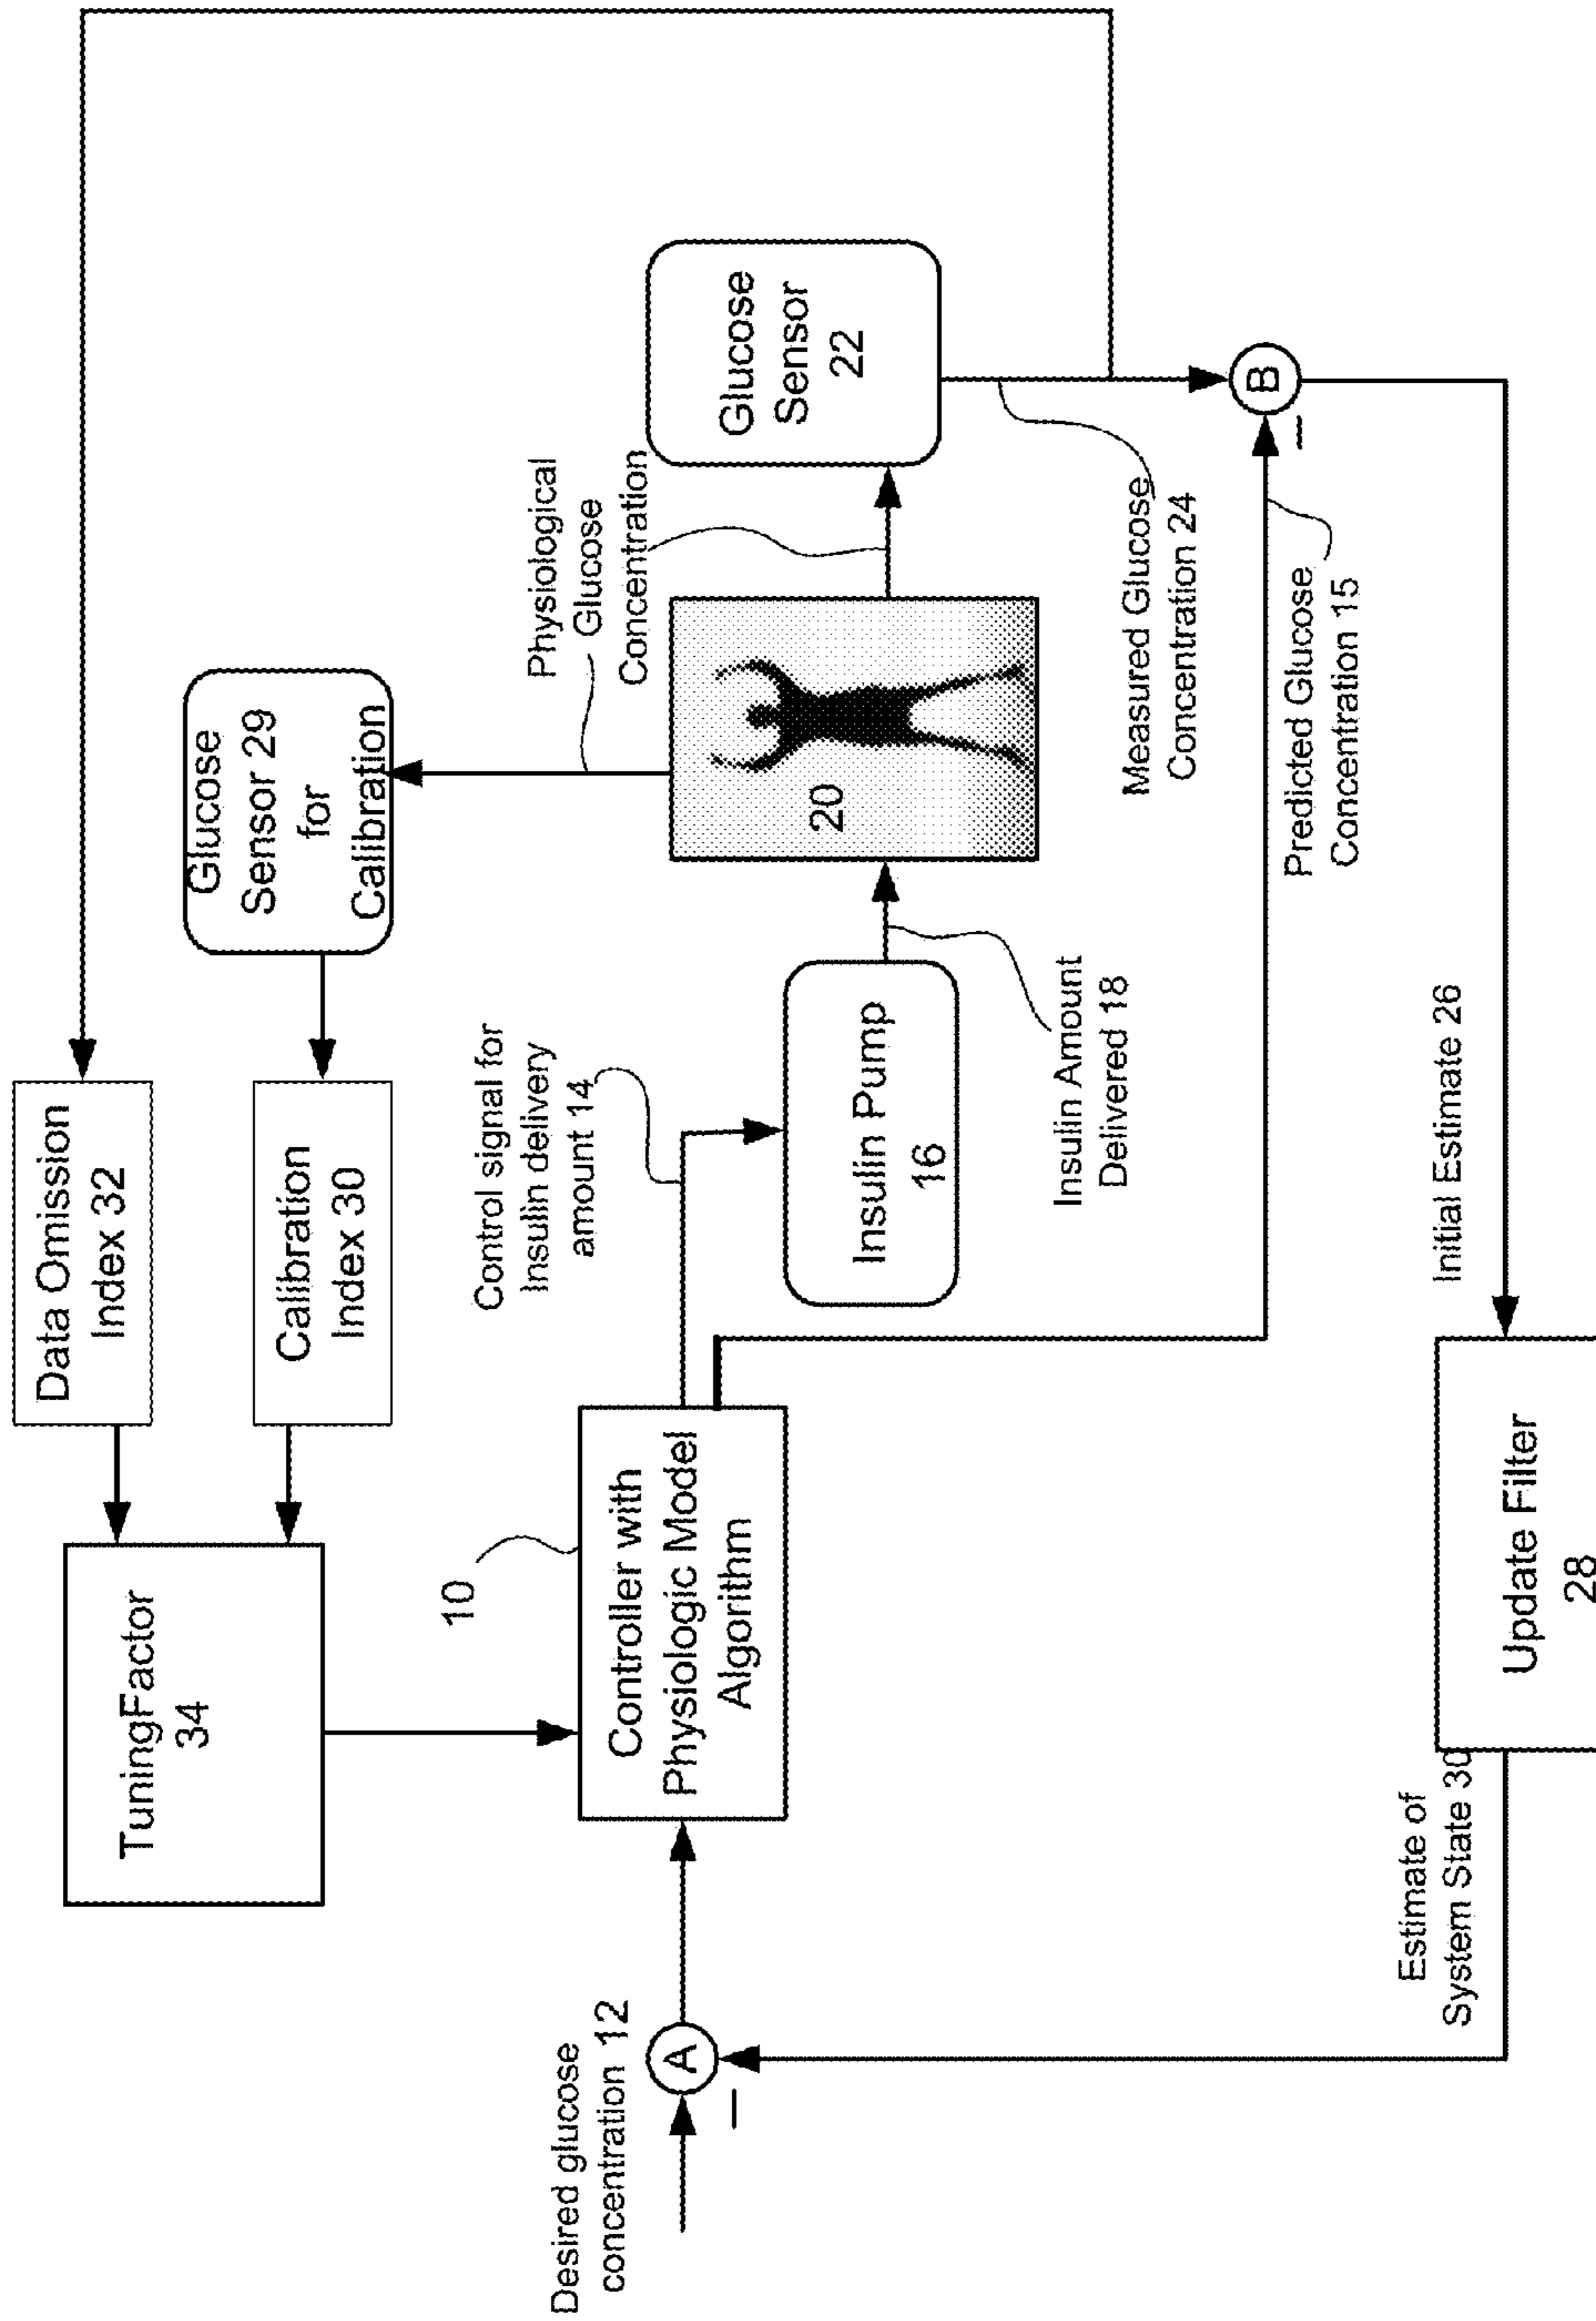 Data Omission
Index 32
TuningFactor
34
Calibration
Index 30
Glucose
Sensor 29
for
Calibration
10
Control signal for
Insulin delivery
amount 14
Physiological
Glucose
Concentration
Desired glucose
concentration 12
A
Controller with
Physiologic Model
Algorithm
Insulin Pump
16
20
Glucose
Sensor
22
Insulin Amount
Delivered 18
Measured Glucose
Concentration 24
B
Predicted Glucose
Concentration 15
Initial Estimate 26
Estimate of
System State 30
Update Filter
28